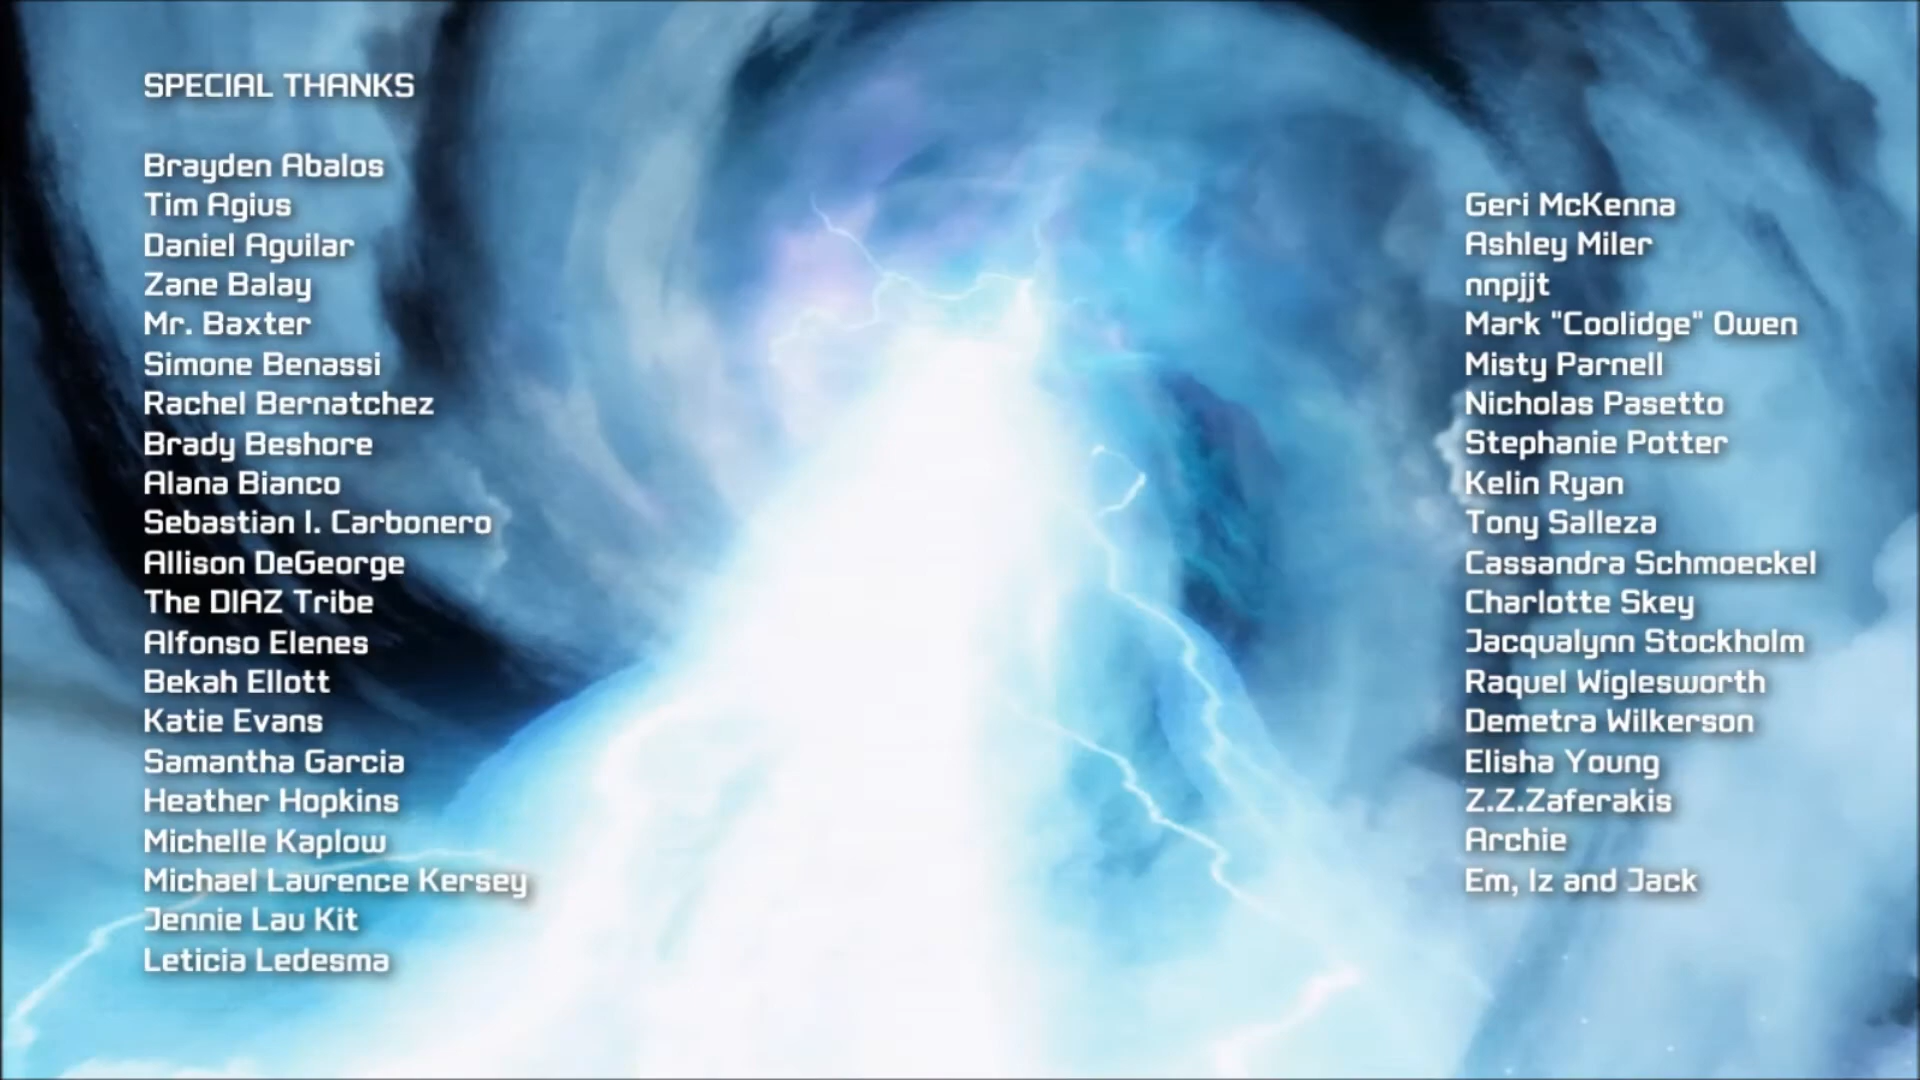 SPECIAL THANKS
Brayden Abalos
Tim Agius
Daniel Aguilar
Zane Balay
Mr. Baxter
Simone Benassi
Rachel Bernatchez
Brady Beshore
Alana Bianco
Sebastian I. Carbonero
Allison DeGeorge
The DIAZ Tribe
Alfonso Elenes
Bekah Ellott
Katie Evans
Samantha Garcia
Heather Hopkins
Michelle Kaplow
Michael Laurence Kersey
Jennie Lau Kit
Leticia Ledesma
Geri McKenna
Ashley Miler
nnpjjt
Mark "Coolidge" Owen
Misty Parnell
Nicholas Pasetto
Stephanie Potter
Kelin Ryan
Tony Salleza
Cassandra Schmoeckel
Charlotte Skey
Jacqualynn Stockholm
Raquel Wiglesworth
Demetra Wilkerson
Elisha Young
Z.Z.Zaferakis
Archie
Em, Iz and Jack